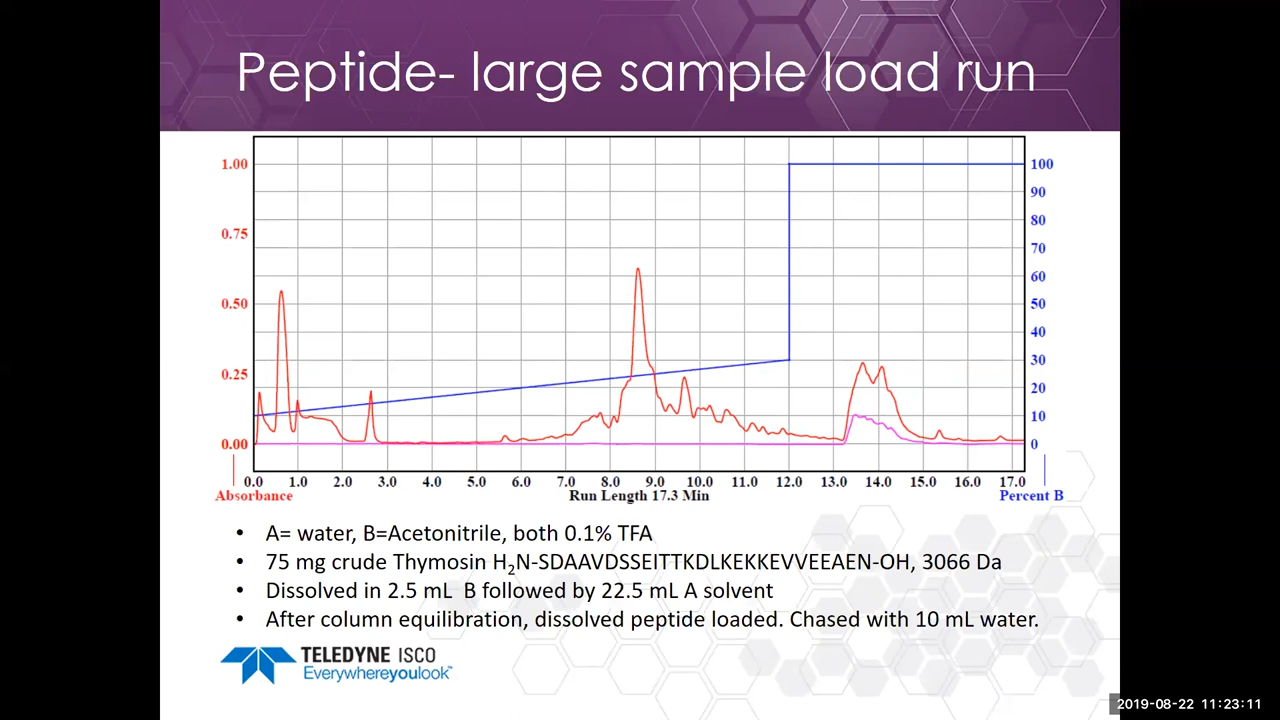 Peptide- large sample load run
1.00
0.75
0.50
0.25
0.00
100
90
80
70
60
50
40
30
20
10
0
0.0 1.0 2.0 3.0 4.0 5.0 6.0 7.0 8.0 9.0 10.0 11.0 12.0 13.0 14.0 15.0 16.0 17.0
Absorbance Run Length 17.3 Min Percent B
• A= water, B=Acetonitrile, both 0.1% TFA
• 75 mg crude Thymosin H₂N-SDAAVDSSEITTKDLKEKKEVVEEAEN-OH, 3066 Da
• Dissolved in 2.5 mL B followed by 22.5 mL A solvent
• After column equilibration, dissolved peptide loaded. Chased with 10 mL water.
TELEDYNE ISCO
Everywhereyoulook™
2019-08-22 11:23:11